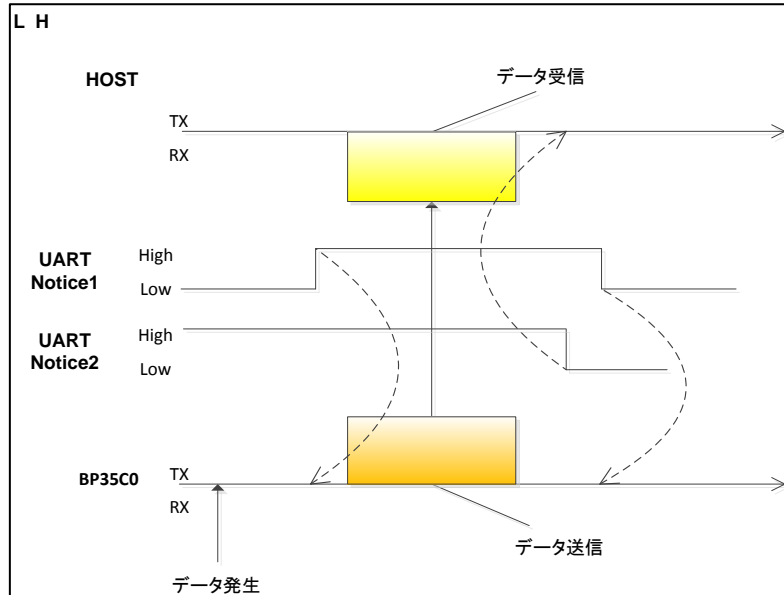 L H
データ受信
HOST
TX
RX
UART
Notice1
High
Low
UART
Notice2
High
Low
BP35C0
TX
RX
データ送信
データ発生